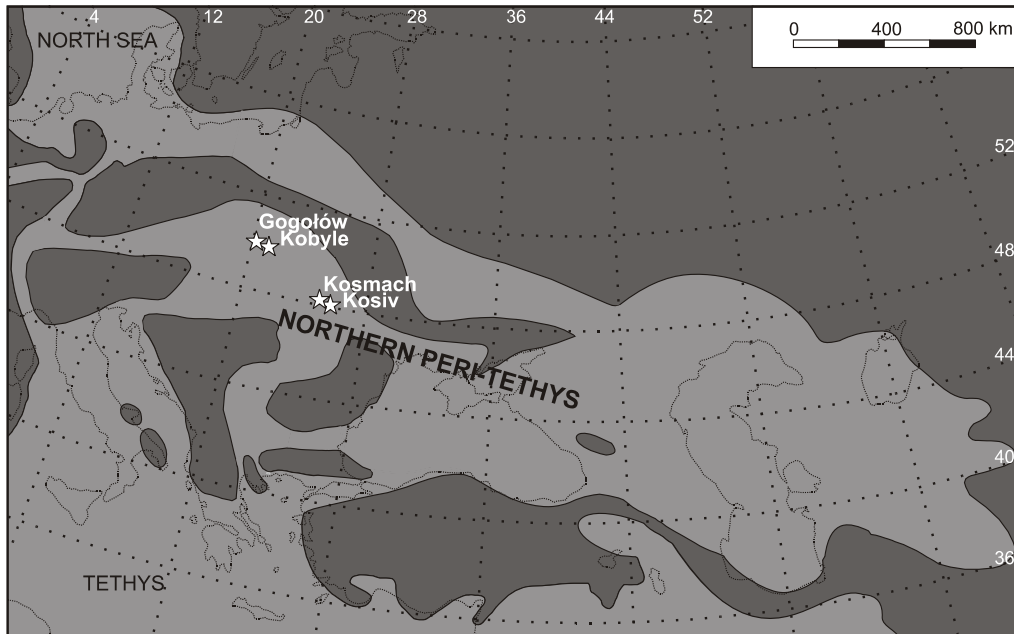 NORTH SEA
4
12
20
28
36
44
52
0 400 800 km
52
48
44
40
36
Gogołów
Kobyle
Kosmach
Kosiv
NORTHERN PERI-TETHYS
TETHYS